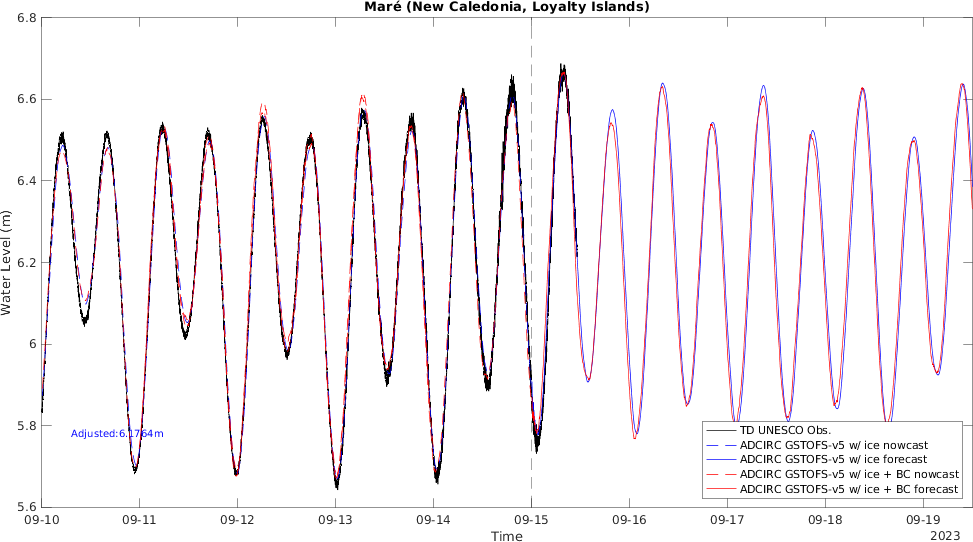 Maré (New Caledonia, Loyalty Islands)
6.8
6.6
6.4
6.2
6
5.8
5.6
Water Level (m)
Adjusted:6.1764m
TD UNESCO Obs.
ADCIRC GSTOFS-v5 w/ ice nowcast
ADCIRC GSTOFS-v5 w/ ice forecast
ADCIRC GSTOFS-v5 w/ ice + BC nowcast
ADCIRC GSTOFS-v5 w/ ice + BC forecast
09-10 09-11 09-12 09-13 09-14 09-15 09-16 09-17 09-18 09-19
Time
2023